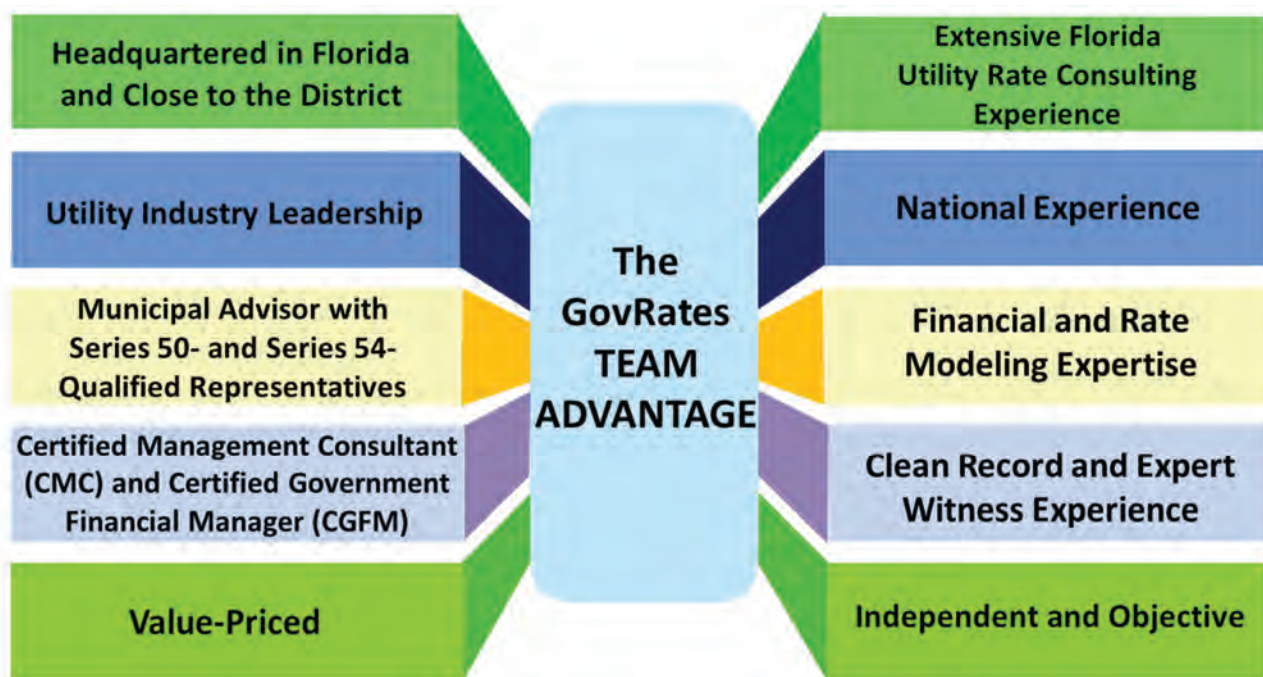 Headquartered in Florida
and Close to the District
Utility Industry Leadership
Municipal Advisor with
Series 50- and Series 54-
Qualified Representatives
Certified Management Consultant
(CMC) and Certified Government
Financial Manager (CGFM)
Value-Priced
The
GovRates
TEAM
ADVANTAGE
Extensive Florida
Utility Rate Consulting
Experience
National Experience
Financial and Rate
Modeling Expertise
Clean Record and Expert
Witness Experience
Independent and Objective